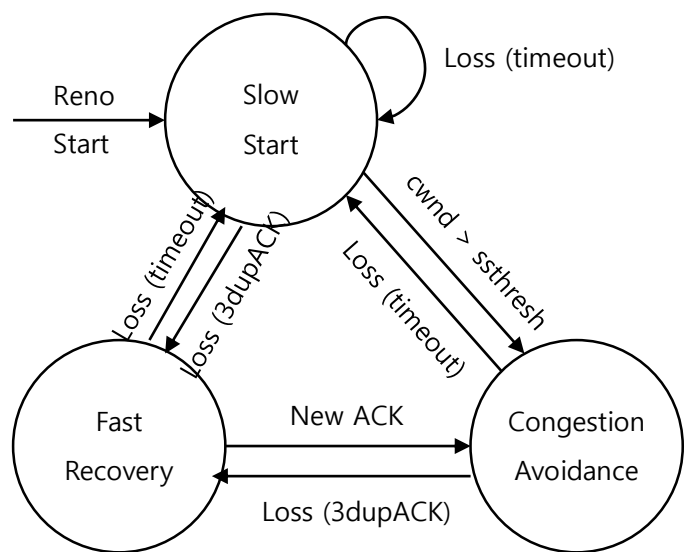 Reno
Start
Slow
Start
Loss (timeout)
cwnd > ssthresh
Loss (timeout)
Loss (timeout)
Loss (3dupACK)
Fast
Recovery
New ACK
Loss (3dupACK)
Congestion
Avoidance